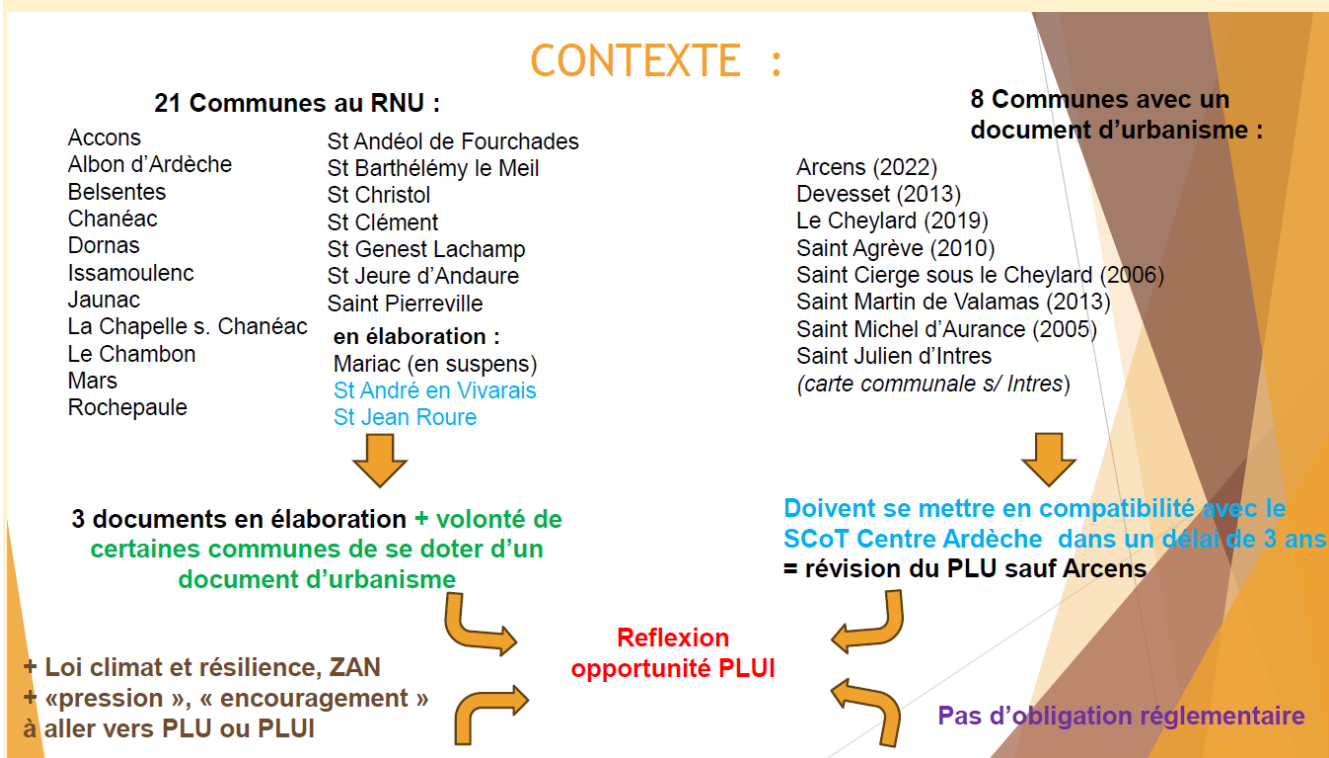 CONTEXTE :
21 Communes au RNU :
Accons
Albon d’Ardèche
Belsentes
Chanéac
Dornas
Issamoulenc
Jaunac
La Chapelle s. Chanéac
Le Chambon
Mars
Rochepaule
St Andéol de Fourchades
St Barthélémy le Meil
St Christol
St Clément
St Genest Lachamp
St Jeure d’Andaure
Saint Pierreville
en élaboration :
Mariac (en suspens)
St André en Vivarais
St Jean Roure
3 documents en élaboration + volonté de
certaines communes de se doter d’un
document d’urbanisme
8 Communes avec un
document d’urbanisme :
Arcens (2022)
Devesset (2013)
Le Cheylard (2019)
Saint Agrève (2010)
Saint Cierge sous le Cheylard (2006)
Saint Martin de Valamas (2013)
Saint Michel d’Aurance (2005)
Saint Julien d’Intres
(carte communale s/ Intres)
Doivent se mettre en compatibilité avec le
SCoT Centre Ardèche dans un délai de 3 ans
= révision du PLU sauf Arcens
Reflexion
opportunité PLUI
+ Loi climat et résilience, ZAN
+ «pression », « encouragement »
à aller vers PLU ou PLUI
Pas d’obligation réglementaire